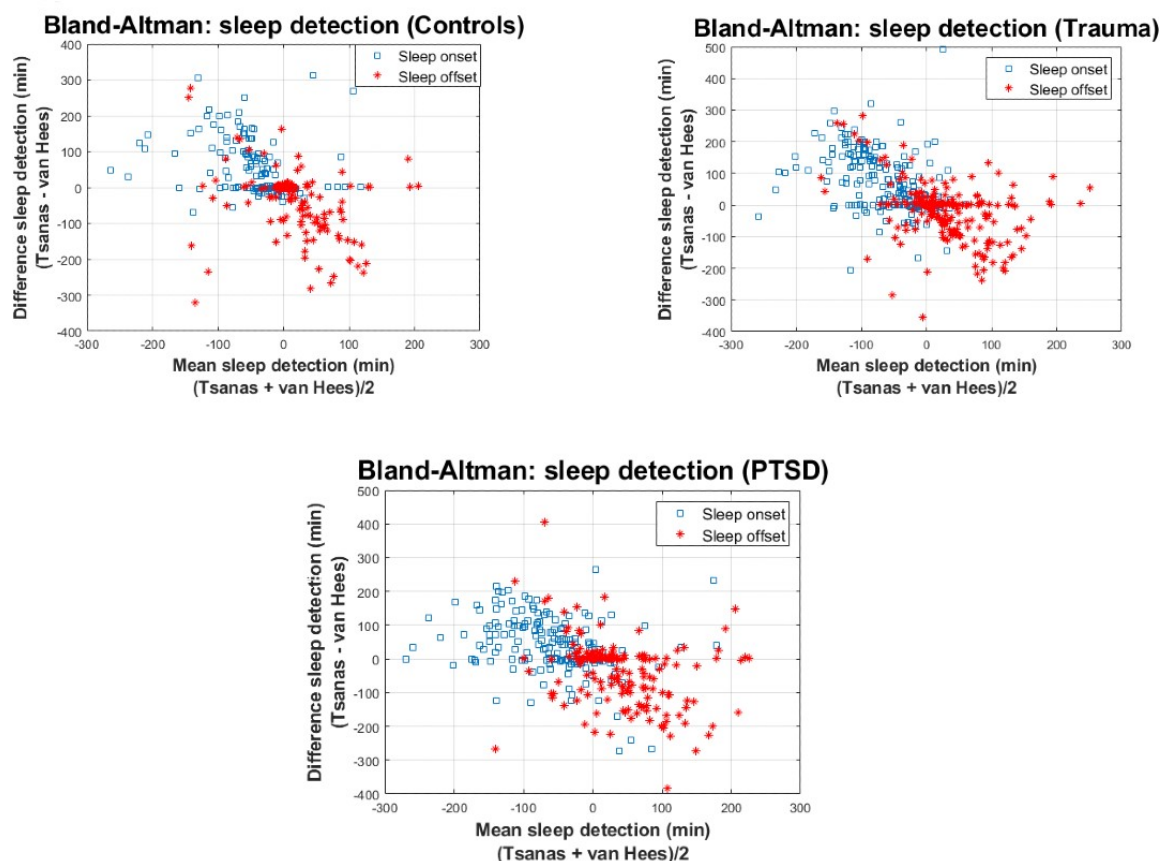 Bland-Altman: sleep detection (Controls)
400
300
200
100
0
-100
-200
-300
-400
-300
-200
-100
0
100
200
300
Sleep onset
Sleep offset
Difference sleep detection (min)
(Tsanas - van Hees)
Mean sleep detection (min)
(Tsanas + van Hees)/2
Bland-Altman: sleep detection (Trauma)
500
400
300
200
100
0
-100
-200
-300
-400
-300
-200
-100
0
100
200
300
Sleep onset
Sleep offset
Difference sleep detection (min)
(Tsanas - van Hees)
Mean sleep detection (min)
(Tsanas + van Hees)/2
Bland-Altman: sleep detection (PTSD)
500
400
300
200
100
0
-100
-200
-300
-400
-300
-200
-100
0
100
200
300
Sleep onset
Sleep offset
Difference sleep detection (min)
(Tsanas - van Hees)
Mean sleep detection (min)
(Tsanas + van Hees)/2